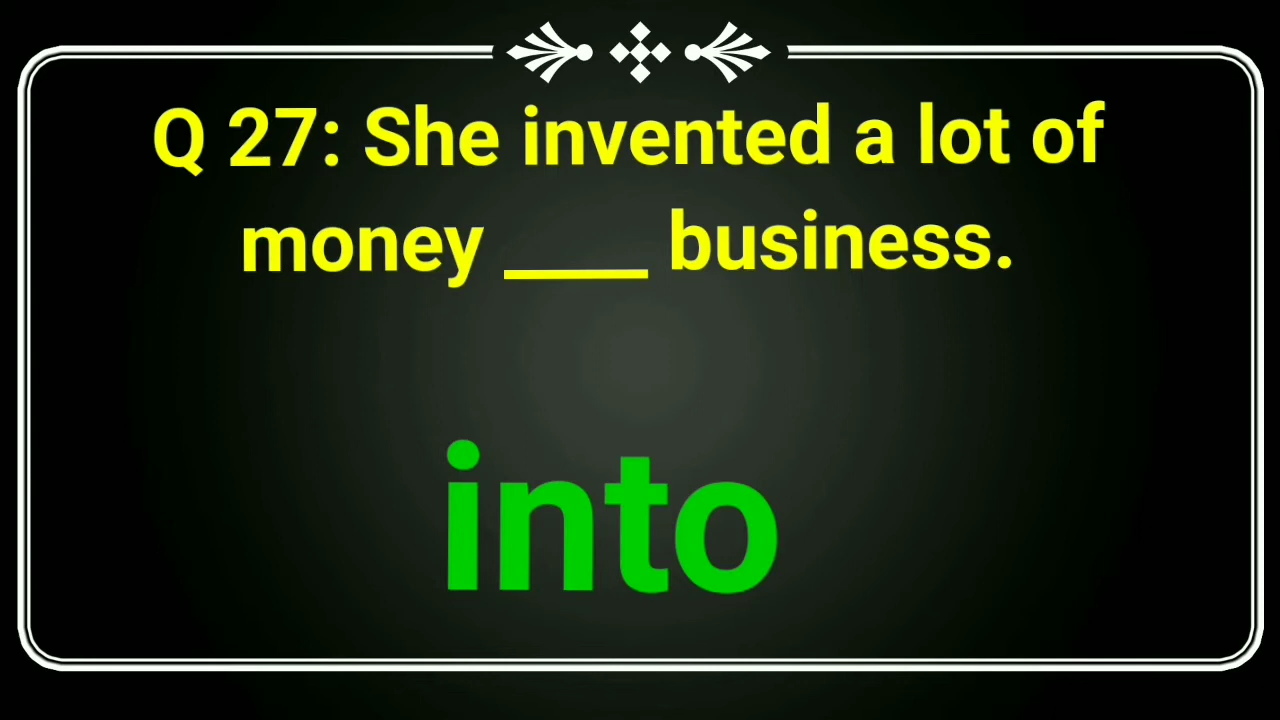 Q 27: She invented a lot of
money ____ business.
into